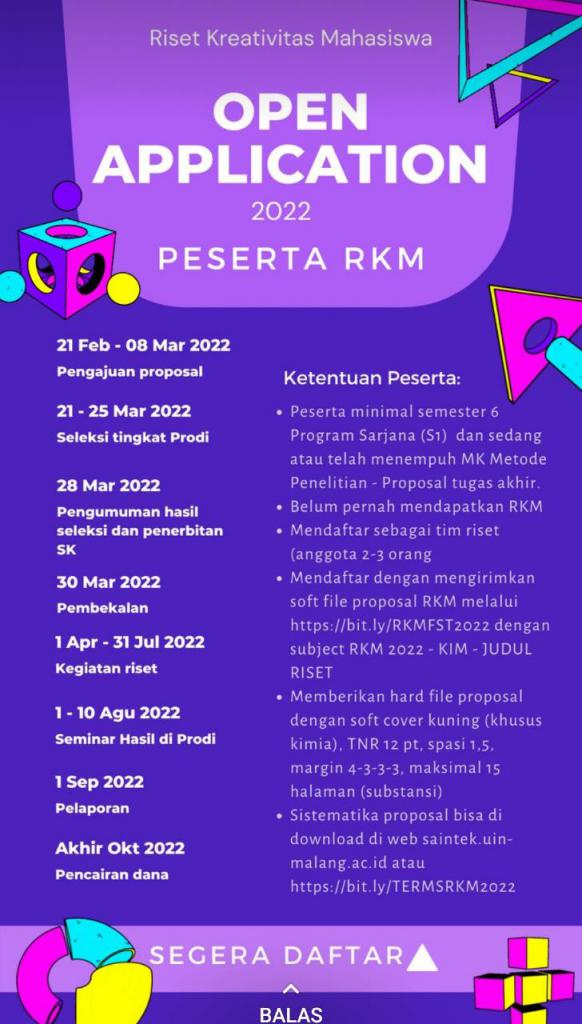 Riset Kreativitas Mahasiswa
OPEN
APPLICATION
2022
PESERTA RKM
21 Feb - 08 Mar 2022
Pengajuan proposal
21 - 25 Mar 2022
Seleksi tingkat Prodi
28 Mar 2022
Pengumuman hasil
seleksi dan penerbitan
SK
30 Mar 2022
Pembekalan
1 Apr - 31 Jul 2022
Kegiatan riset
1 - 10 Agu 2022
Seminar Hasil di Prodi
1 Sep 2022
Pelaporan
Akhir Okt 2022
Pencairan dana
Ketentuan Peserta:
• Peserta minimal semester 6
Program Sarjana (S1) dan sedang
atau telah menempuh MK Metode
Penelitian - Proposal tugas akhir.
• Belum pernah mendapatkan RKM
• Mendaftar sebagai tim riset
(anggota 2-3 orang
• Mendaftar dengan mengirimkan
soft file proposal RKM melalui
https://bit.ly/RKMFST2022 dengan
subject RKM 2022 - KIM - JUDUL
RISET
• Memberikan hard file proposal
dengan soft cover kuning (khusus
kimia), TNR 12 pt, spasi 1,5,
margin 4-3-3-3, maksimal 15
halaman (substansi)
• Sistematika proposal bisa di
download di web saintek.uin-
malang.ac.id atau
https://bit.ly/TERMSRKM2022
SEGERA DAFTAR
BALAS